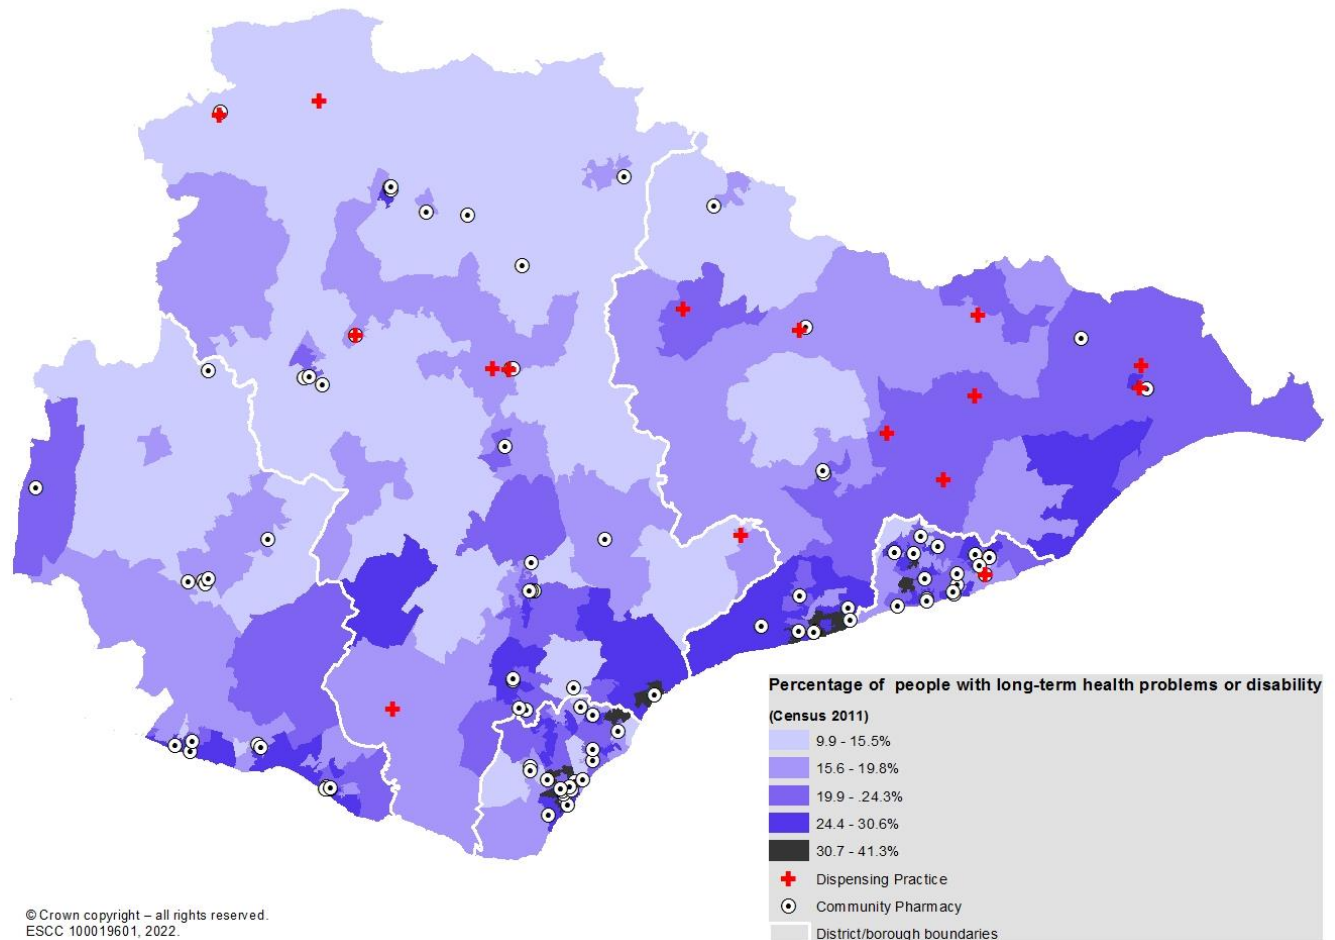 Percentage of people with long-term health problems or disability
(Census 2011)
9.9 - 15.5%
15.6 - 19.8%
19.9 - .24.3%
24.4 - 30.6%
30.7 - 41.3%
Dispensing Practice
Community Pharmacy
District/borough boundaries
© Crown copyright – all rights reserved.
ESCC 100019601, 2022.